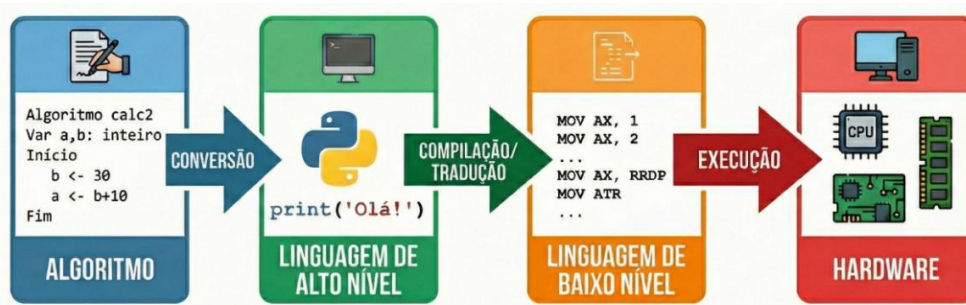 Algoritmo calc2
Var a,b: inteiro
Início
b <- 30
a <- b+10
Fim
ALGORITMO
CONVERSÃO
print('Olá!')
LINGUAGEM DE
ALTO NÍVEL
COMPILAÇÃO/
TRADUÇÃO
MOV AX, 1
MOV AX, 2
...
MOV AX, RRDP
MOV ATR
...
LINGUAGEM DE
BAIXO NÍVEL
EXECUÇÃO
CPU
HARDWARE